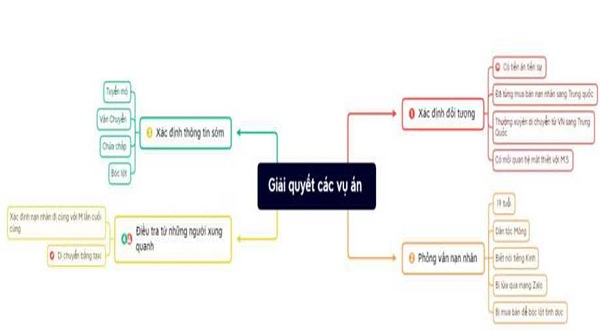 Giải quyết các vụ án
Xác định đối tượng
Có tiền án tiền sự
Đã từng mua bán nạn nhân sang Trung quốc
Thường xuyên di chuyển từ VN sang Trung
Quốc
Có mối quan hệ mật thiết với M.S
Phỏng vấn nạn nhân
19 tuổi
Dân tộc Mông
Biết nói tiếng Kinh
Bị lừa qua mạng Zalo
Bị mua bán để bóc lột tình dục
Xác định thông tin sớm
Tuyển mộ
Vận Chuyển
Chứa chấp
Bóc lột
Điều tra từ những người xung
quanh
Xác định nạn nhân đi cùng với M lần cuối
cùng
Di chuyển bằng taxi